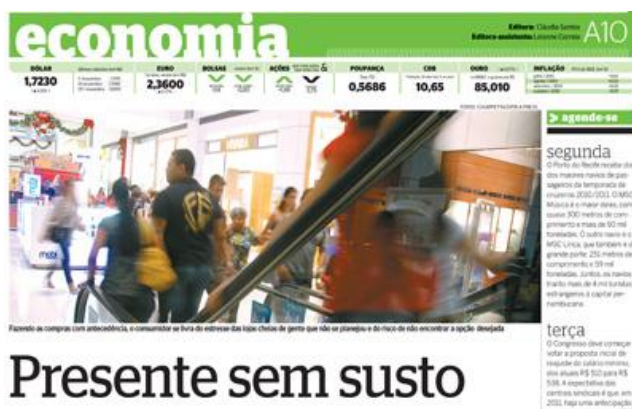 economia
Editora: Cláudia Santos
Editora-assistente: Leianne Correia
A10
DÓLAR
1,7230
EURO
2,3600
BOLSAS
AÇÕES
POUPANÇA
0,5686
CDB
10,65
OURO
85,010
INFLAÇÃO
Fazendo as compras com antecedência, o consumidor se livra do estresse das lojas cheias de gente que não se planejou e do risco de não encontrar a opção desejada
Presente sem susto
> agende-se
segunda
O Porto do Recife recebe dois
dos maiores navios de pas-
sageiros da temporada de
cruzeiros 2010/2011. O MSC
Musica é o maior deles, com
quase 300 metros de com-
primento e mais de 90 mil
toneladas. O outro navio é o
MSC Lirica, que também é de
grande porte: 251 metros de
comprimento e 59 mil
toneladas. Juntos, os navios
trarão mais de 4 mil turistas
estrangeiros à capital per-
nambucana.
terça
O Congresso deve começar a
votar a proposta inicial de
reajuste do salário mínimo,
dos atuais R$ 510 para R$
538. A expectativa das
centrais sindicais é que, em
2011, haja uma antecipação